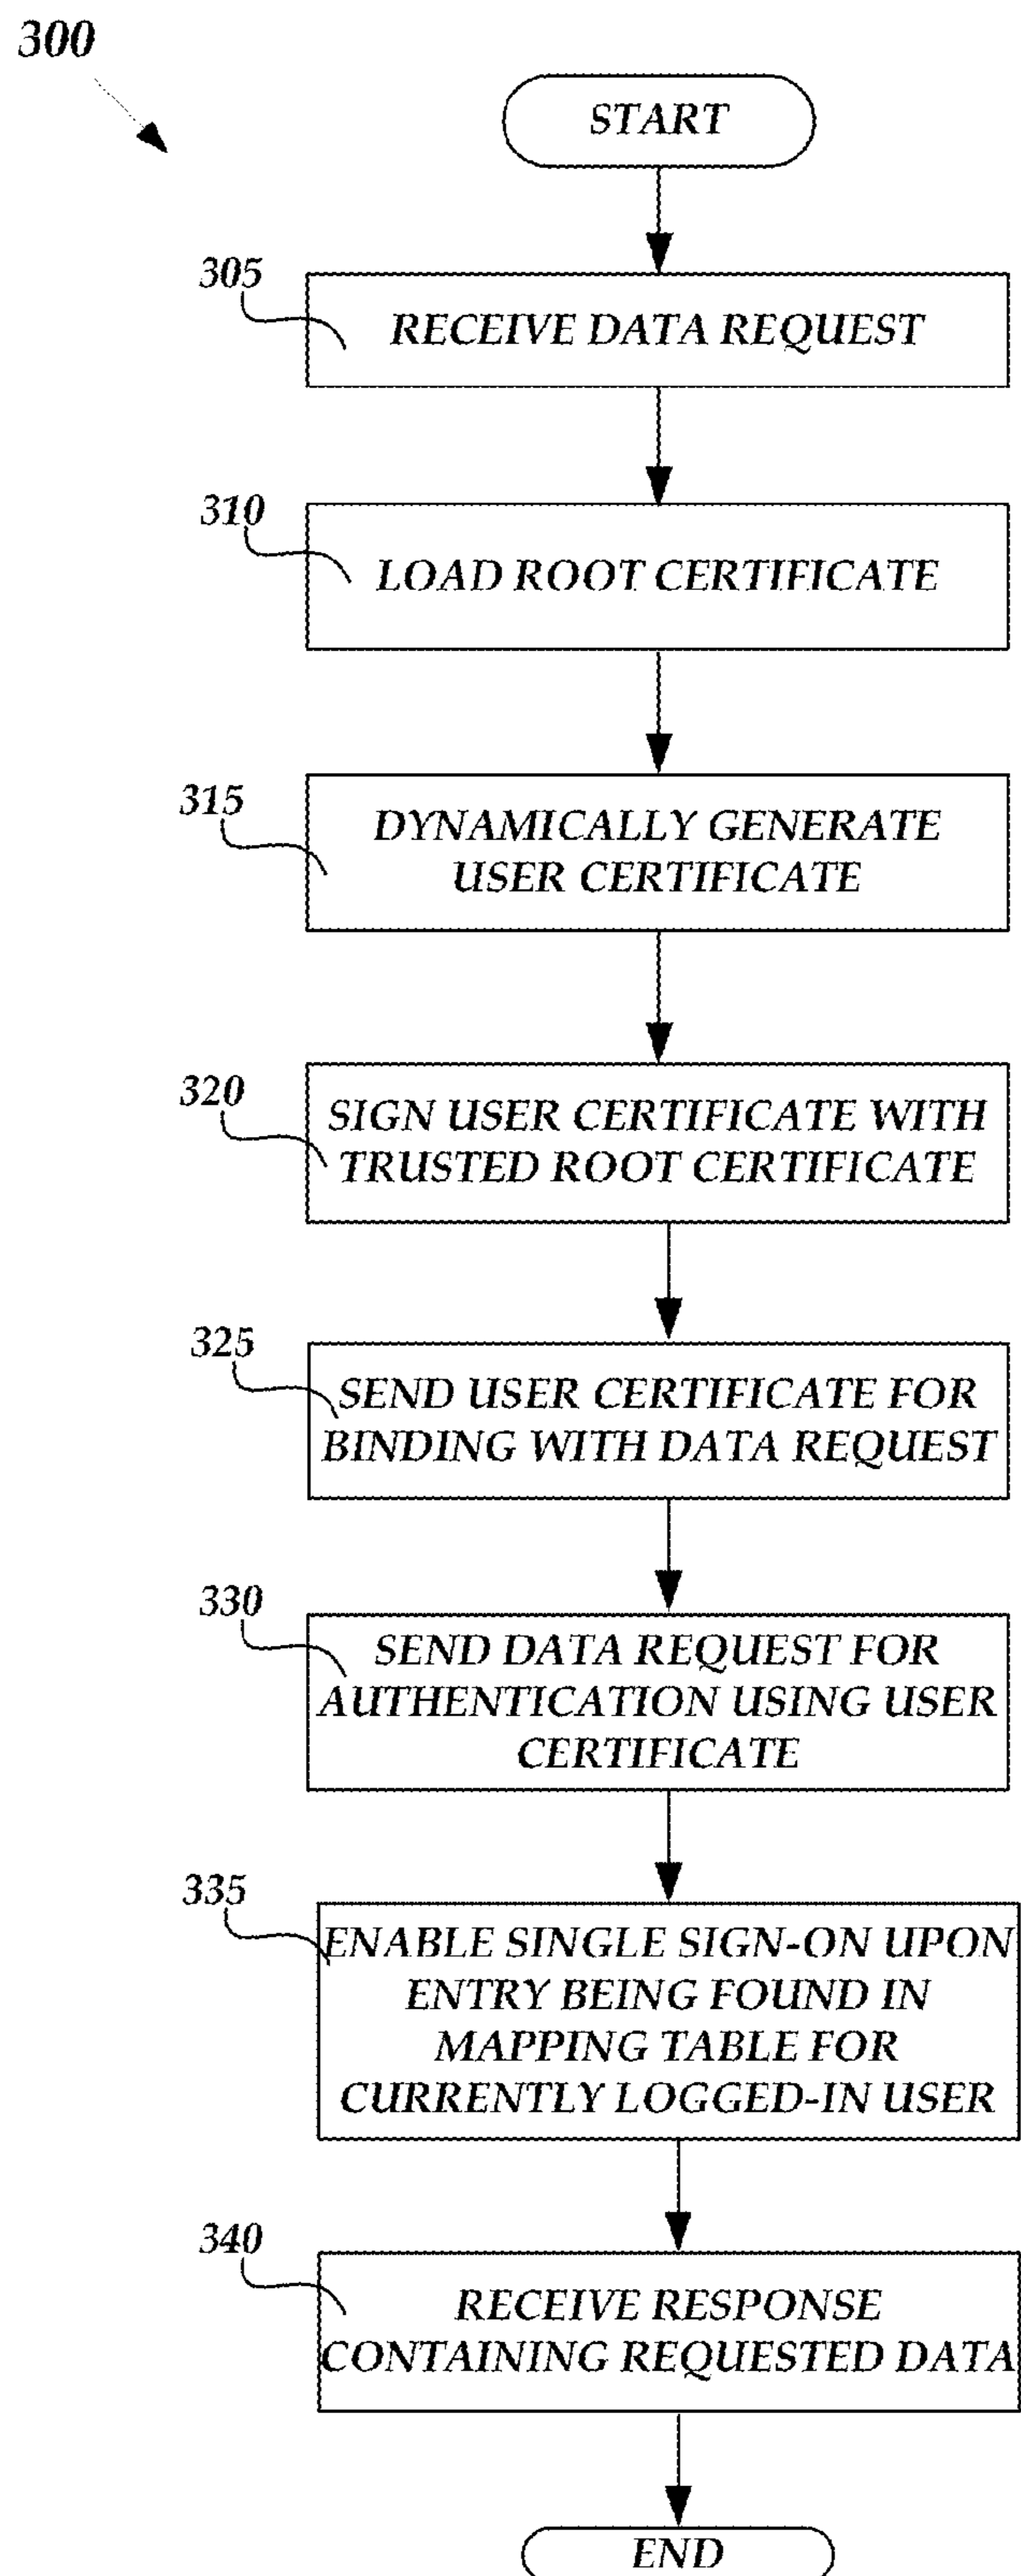 300
START
305
RECEIVE DATA REQUEST
310
LOAD ROOT CERTIFICATE
315
DYNAMICALLY GENERATE
USER CERTIFICATE
320
SIGN USER CERTIFICATE WITH
TRUSTED ROOT CERTIFICATE
325
SEND USER CERTIFICATE FOR
BINDING WITH DATA REQUEST
330
SEND DATA REQUEST FOR
AUTHENTICATION USING USER
CERTIFICATE
335
ENABLE SINGLE SIGN-ON UPON
ENTRY BEING FOUND IN
MAPPING TABLE FOR
CURRENTLY LOGGED-IN USER
340
RECEIVE RESPONSE
CONTAINING REQUESTED DATA
END